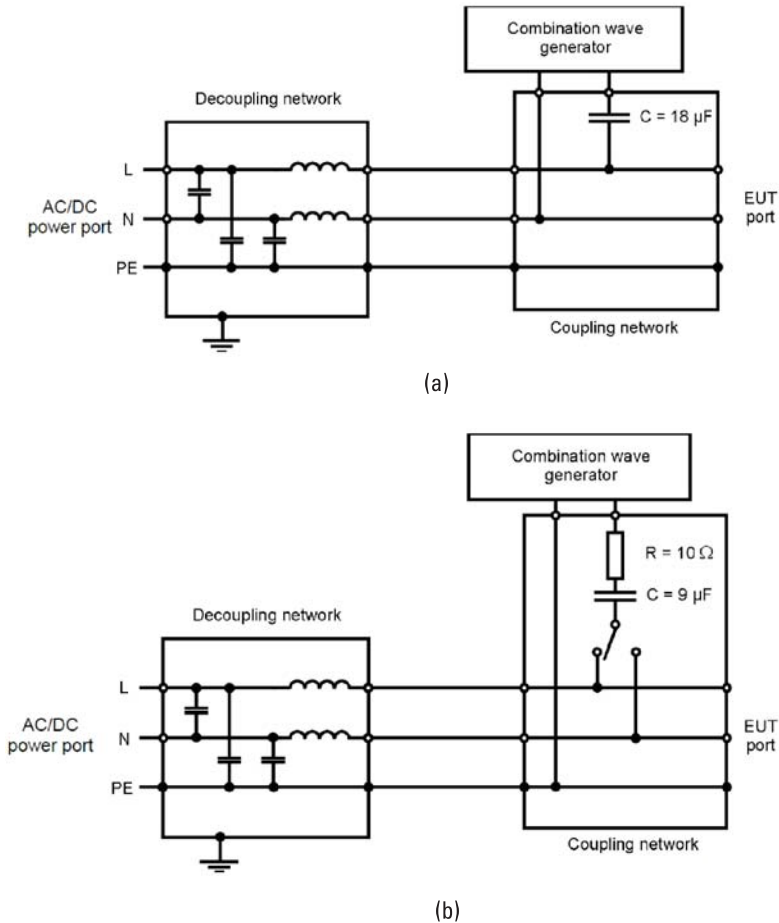 Combination wave
generator
Decoupling network
C = 18 µF
L
AC/DC
power port
N
EUT
port
PE
Coupling network
(a)
Combination wave
generator
R = 10 Ω
C = 9 µF
Decoupling network
L
AC/DC
power port
N
EUT
port
PE
Coupling network
(b)